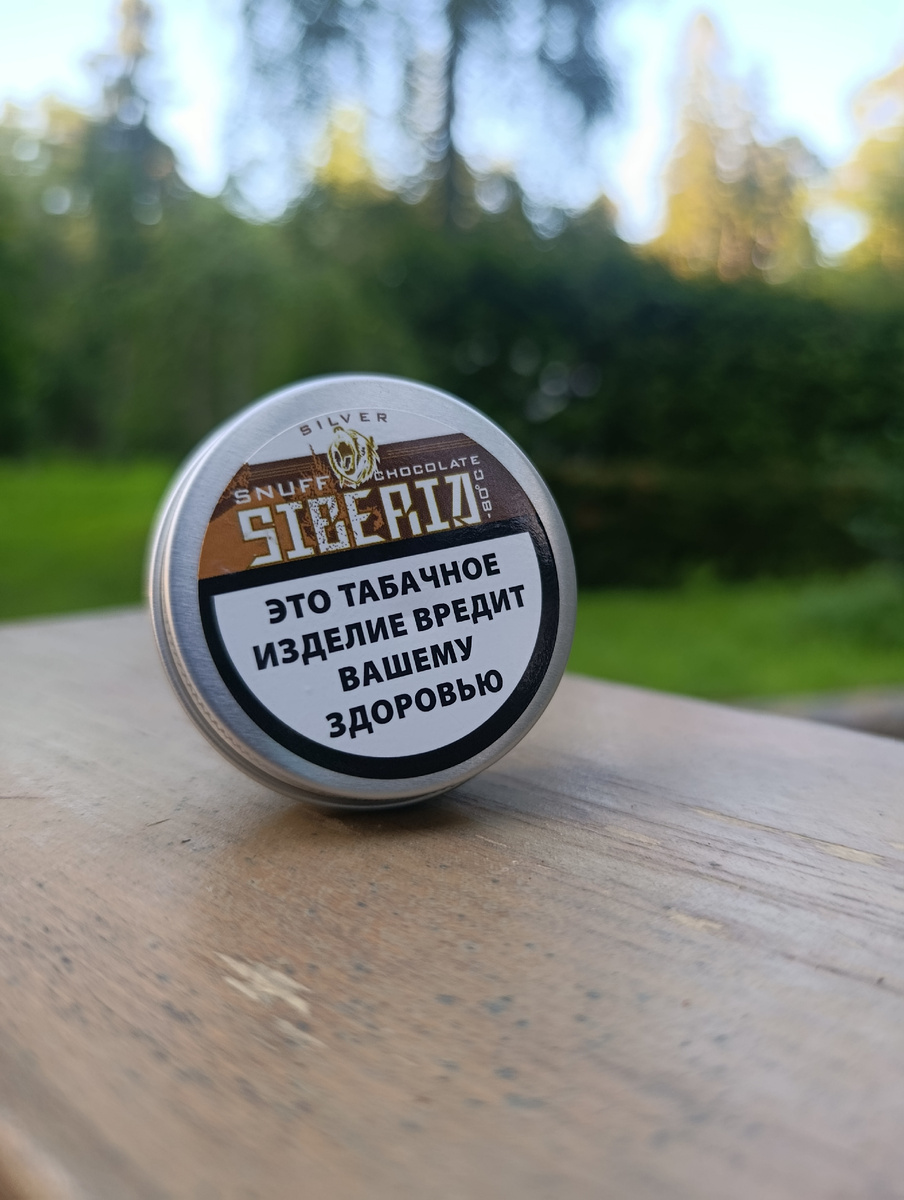 SILVER
SNUFF CHOCOLATE
SIBERIA
-80°C
ЭТО ТАБАЧНОЕ
ИЗДЕЛИЕ ВРЕДИТ
ВАШЕМУ
ЗДОРОВЬЮ